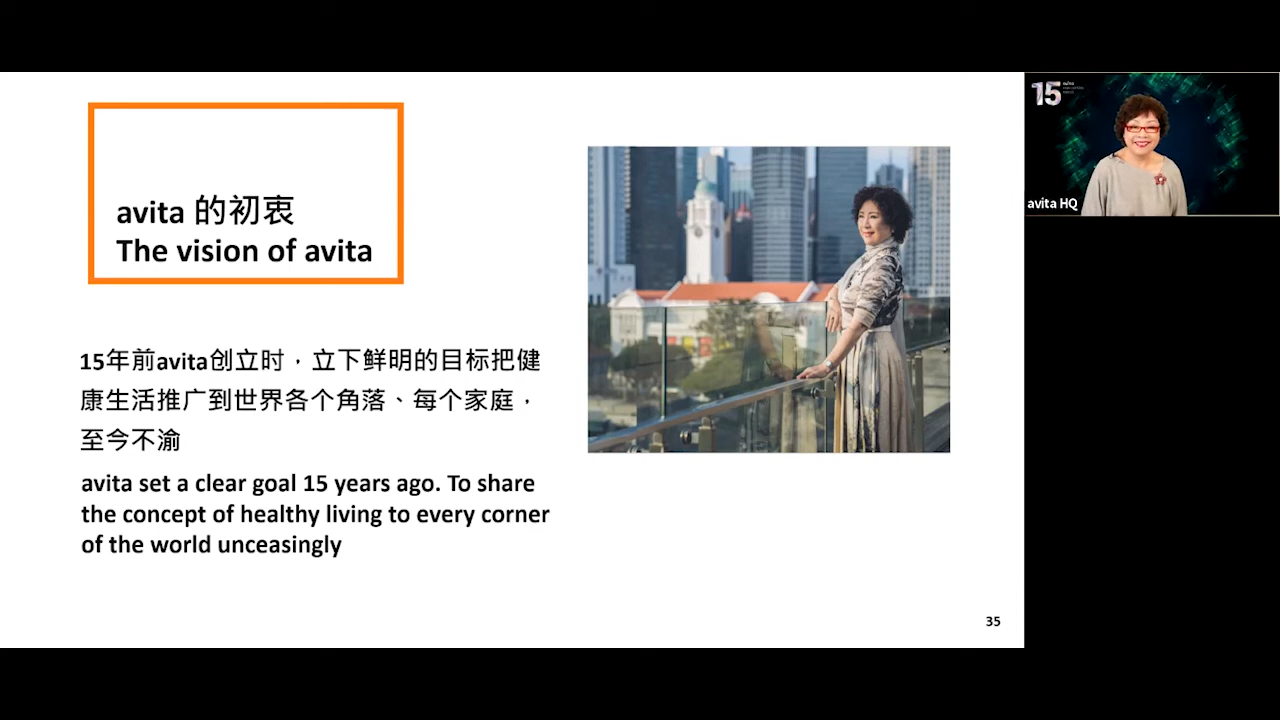 avita 的初衷
The vision of avita
15年前avita创立时，立下鲜明的目标把健
康生活推广到世界各个角落、每个家庭，
至今不渝
avita set a clear goal 15 years ago. To share
the concept of healthy living to every corner
of the world unceasingly
35
15
avita HQ